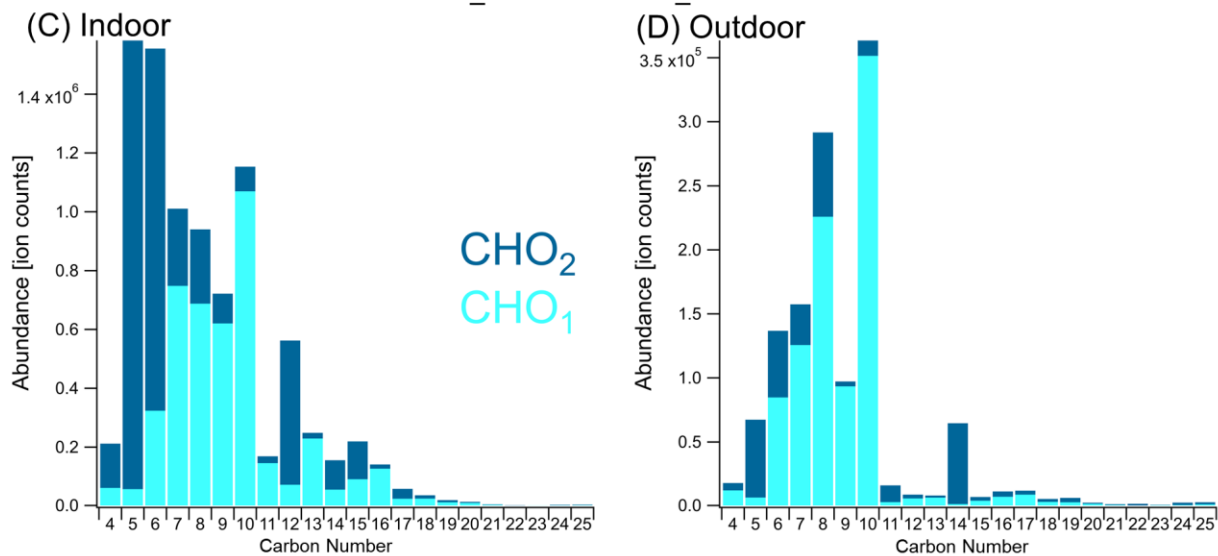 (C) Indoor
1.4 x10⁶
1.2
1.0
0.8
0.6
0.4
0.2
0.0
Abundance [ion counts]
CHO₂
CHO₁
4 5 6 7 8 9 10 11 12 13 14 15 16 17 18 19 20 21 22 23 24 25
Carbon Number
(D) Outdoor
3.5 x10⁵
3.0
2.5
2.0
1.5
1.0
0.5
0.0
Abundance [ion counts]
4 5 6 7 8 9 10 11 12 13 14 15 16 17 18 19 20 21 22 23 24 25
Carbon Number